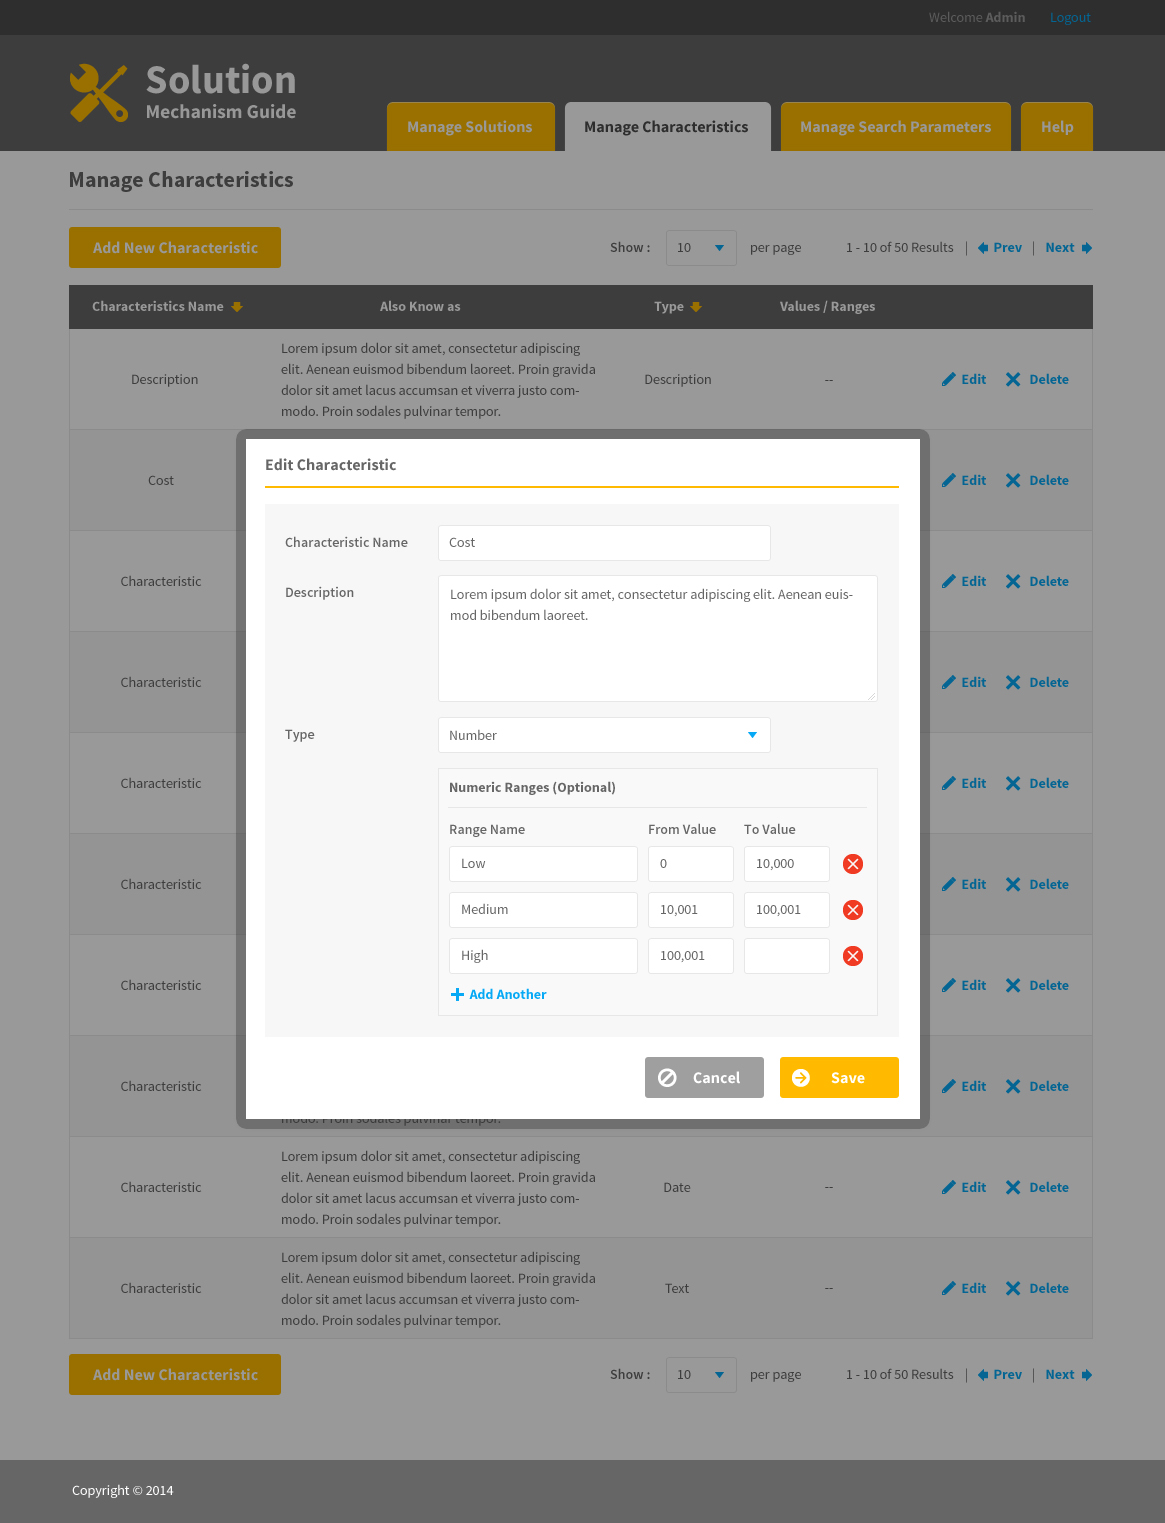 Welcome Admin Logout
Solution
Mechanism Guide
Manage Solutions Manage Characteristics Manage Search Parameters Help
Manage Characteristics
Add New Characteristic Show : 10 per page 1 - 10 of 50 Results | Prev | Next
Characteristics Name Also Know as Type Values / Ranges
Lorem ipsum dolor sit amet, consectetur adipiscing
elit. Aenean euismod bibendum laoreet. Proin gravida
Description Description -- Edit Delete
dolor sit amet lacus accumsan et viverra justo com-
modo. Proin sodales pulvinar tempor.
Edit Characteristic
Cost Edit Delete
Characteristic Name Cost
Characteristic Edit Delete
Description Lorem ipsum dolor sit amet, consectetur adipiscing elit. Aenean euis-
mod bibendum laoreet.
Characteristic Edit Delete
Type Number
Characteristic Edit Delete
Numeric Ranges (Optional)
Range Name From Value To Value
Low 0 10,000
Characteristic Edit Delete
Medium 10,001 100,001
High 100,001
Characteristic Edit Delete
Add Another
Cancel Save
Characteristic Edit Delete
modo. Proin sodales pulvinar tempor.
Lorem ipsum dolor sit amet, consectetur adipiscing
elit. Aenean euismod bibendum laoreet. Proin gravida
Characteristic Date -- Edit Delete
dolor sit amet lacus accumsan et viverra justo com-
modo. Proin sodales pulvinar tempor.
Lorem ipsum dolor sit amet, consectetur adipiscing
elit. Aenean euismod bibendum laoreet. Proin gravida
Characteristic Text -- Edit Delete
dolor sit amet lacus accumsan et viverra justo com-
modo. Proin sodales pulvinar tempor.
Add New Characteristic Show : 10 per page 1 - 10 of 50 Results | Prev | Next
Copyright © 2014